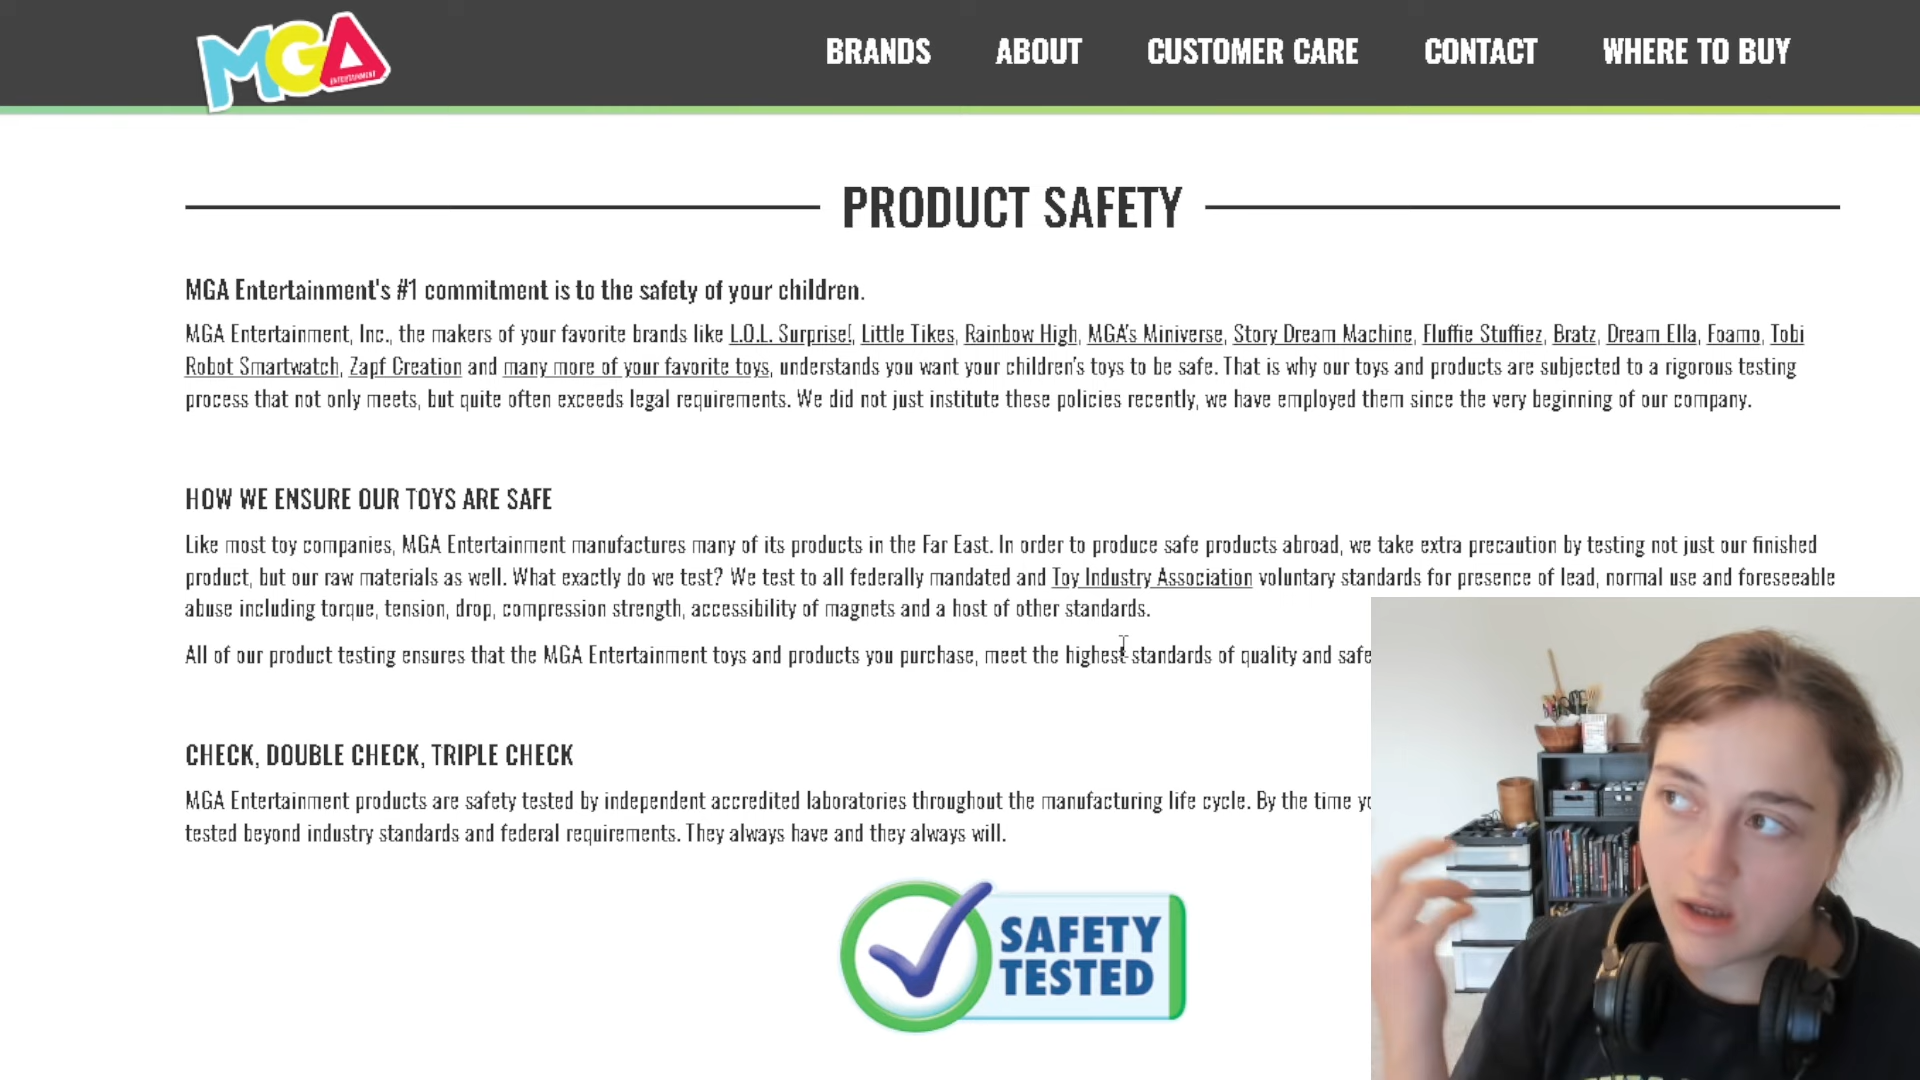 MGA
ENTERTAINMENT
BRANDS ABOUT CUSTOMER CARE CONTACT WHERE TO BUY
PRODUCT SAFETY
MGA Entertainment's #1 commitment is to the safety of your children.
MGA Entertainment, Inc., the makers of your favorite brands like L.O.L. Surprise!, Little Tikes, Rainbow High, MGA's Miniverse, Story Dream Machine, Fluffie Stuffiez, Bratz, Dream Ella, Foamo, Tobi
Robot Smartwatch, Zapf Creation and many more of your favorite toys, understands you want your children's toys to be safe. That is why our toys and products are subjected to a rigorous testing
process that not only meets, but quite often exceeds legal requirements. We did not just institute these policies recently, we have employed them since the very beginning of our company.
HOW WE ENSURE OUR TOYS ARE SAFE
Like most toy companies, MGA Entertainment manufactures many of its products in the Far East. In order to produce safe products abroad, we take extra precaution by testing not just our finished
product, but our raw materials as well. What exactly do we test? We test to all federally mandated and Toy Industry Association voluntary standards for presence of lead, normal use and foreseeable
abuse including torque, tension, drop, compression strength, accessibility of magnets and a host of other standards.
All of our product testing ensures that the MGA Entertainment toys and products you purchase, meet the highest standards of quality and safe
CHECK, DOUBLE CHECK, TRIPLE CHECK
MGA Entertainment products are safety tested by independent accredited laboratories throughout the manufacturing life cycle. By the time yo
tested beyond industry standards and federal requirements. They always have and they always will.
SAFETY
TESTED